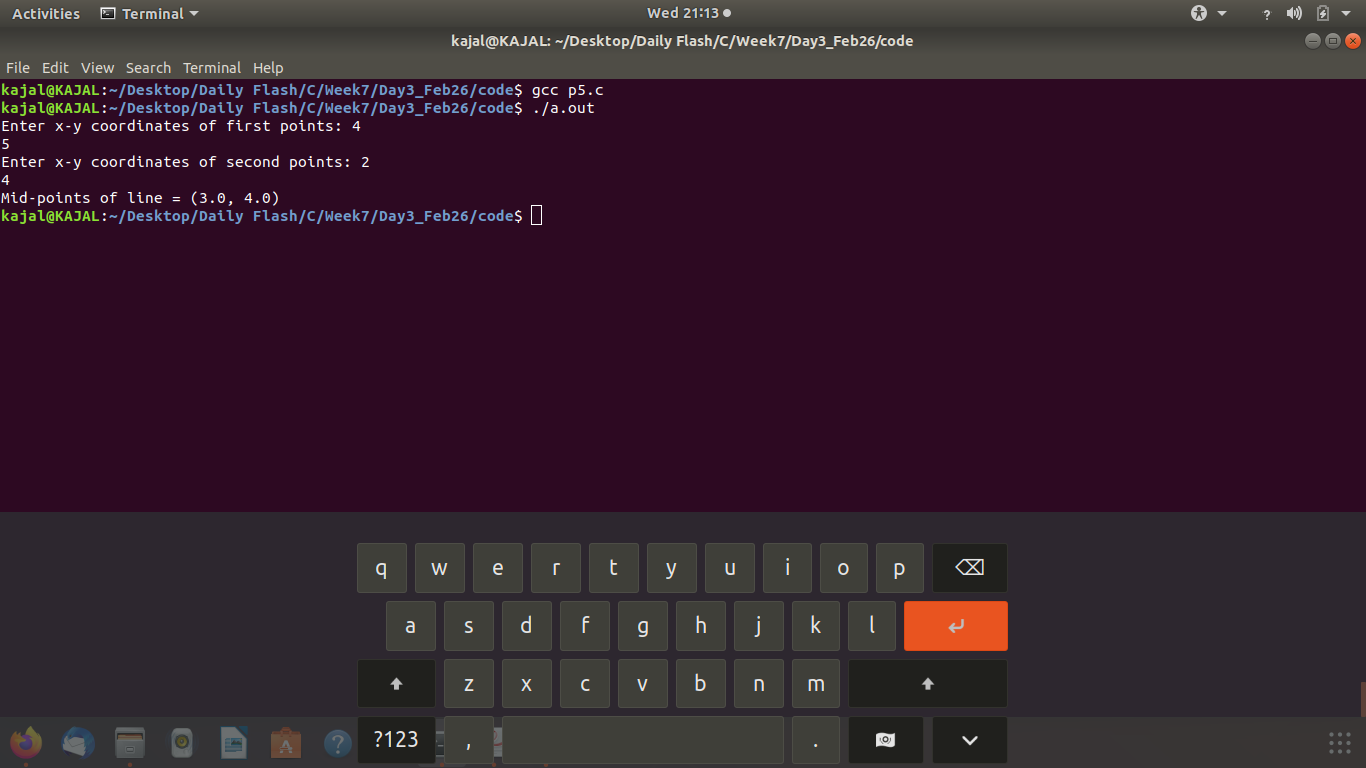 Activities Terminal Wed 21:13
kajal@KAJAL: ~/Desktop/Daily Flash/C/Week7/Day3_Feb26/code
File Edit View Search Terminal Help
kajal@KAJAL:~/Desktop/Daily Flash/C/Week7/Day3_Feb26/code$ gcc p5.c
kajal@KAJAL:~/Desktop/Daily Flash/C/Week7/Day3_Feb26/code$ ./a.out
Enter x-y coordinates of first points: 4
5
Enter x-y coordinates of second points: 2
4
Mid-points of line = (3.0, 4.0)
kajal@KAJAL:~/Desktop/Daily Flash/C/Week7/Day3_Feb26/code$
q w e r t y u i o p
a s d f g h j k l
z x c v b n m
?123 , .